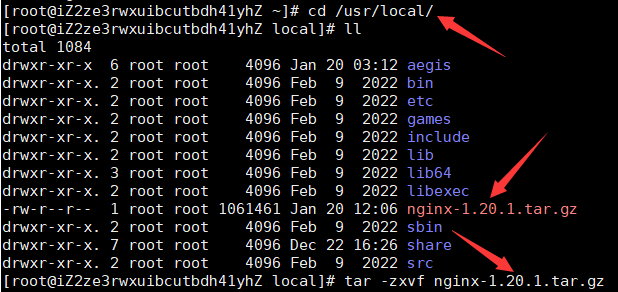 [root@iZ2ze3rwxuibcutbdh41yhZ ~]# cd /usr/local/
[root@iZ2ze3rwxuibcutbdh41yhZ local]# ll
total 1084
drwxr-xr-x  6 root root    4096 Jan 20 03:12 aegis
drwxr-xr-x. 2 root root    4096 Feb  9  2022 bin
drwxr-xr-x. 2 root root    4096 Feb  9  2022 etc
drwxr-xr-x. 2 root root    4096 Feb  9  2022 games
drwxr-xr-x. 2 root root    4096 Feb  9  2022 include
drwxr-xr-x. 2 root root    4096 Feb  9  2022 lib
drwxr-xr-x. 3 root root    4096 Feb  9  2022 lib64
drwxr-xr-x. 2 root root    4096 Feb  9  2022 libexec
-rw-r--r--  1 root root 1061461 Jan 20 12:06 nginx-1.20.1.tar.gz
drwxr-xr-x. 2 root root    4096 Feb  9  2022 sbin
drwxr-xr-x. 7 root root    4096 Dec 22 16:26 share
drwxr-xr-x. 2 root root    4096 Feb  9  2022 src
[root@iZ2ze3rwxuibcutbdh41yhZ local]# tar -zxvf nginx-1.20.1.tar.gz